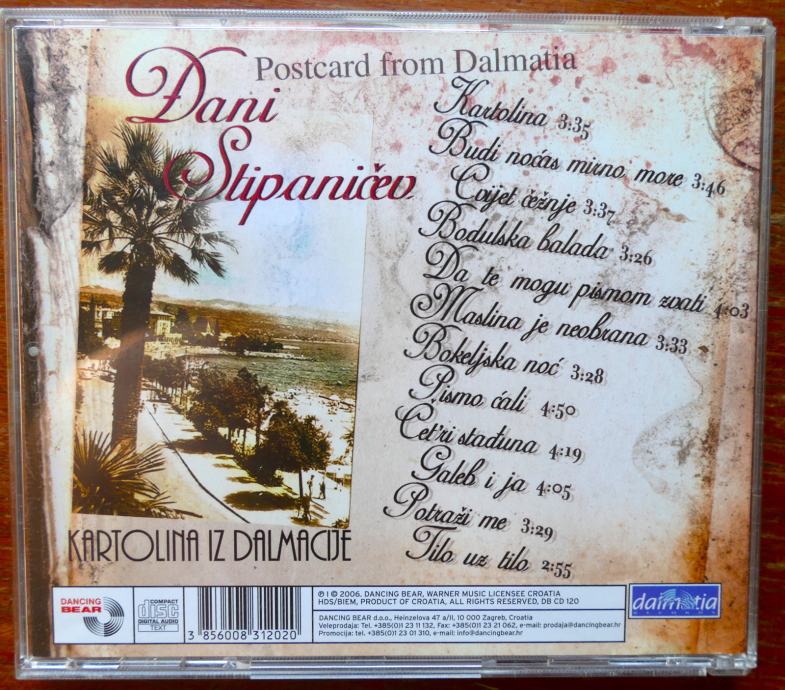 Postcard from Dalmatia
Đani
Stipaničev
Kartolina 3:35
Budi noćas mirno more 3:46
Cvijet čežnje 3:37
Bodulska balada 3:26
Da te mogu pismom zvati 4:03
Maslina je neobrana 3:33
Bokeljska noć 3:28
Pismo ćali 4:50
Cet'ri stađuna 4:19
Galeb i ja 4:05
Potraži me 3:29
Tilo uz tilo 2:55
KARTOLINA IZ DALMACIJE
DANCING
BEAR
COMPACT
disc
DIGITAL AUDIO
TEXT
3 856008 312020
Ⓟ I © 2006. DANCING BEAR, WARNER MUSIC LICENSEE CROATIA
HDS/BIEM, PRODUCT OF CROATIA, ALL RIGHTS RESERVED, DB CD 120
DANCING BEAR d.o.o., Heinzelova 47 a/II, 10 000 Zagreb, Croatia
Veleprodaja: Tel. +385(0)1 23 11 132, Fax: +385(0)1 23 21 062, e-mail: prodaja@dancingbear.hr
Promocija: tel. +385(0)1 23 01 310, e-mail: info@dancingbear.hr
dalmatia
RECORDS